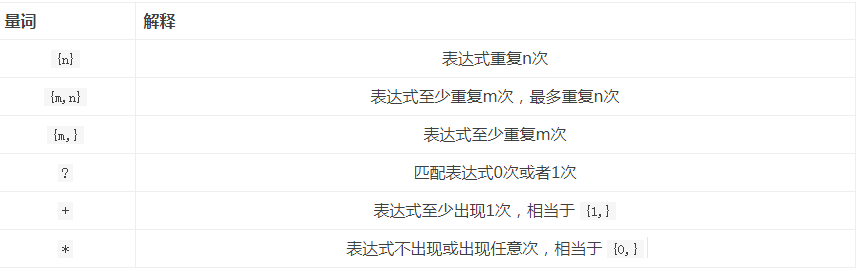 量词 解释
{n} 表达式重复n次
{m,n} 表达式至少重复m次，最多重复n次
{m,} 表达式至少重复m次
? 匹配表达式0次或者1次
+ 表达式至少出现1次，相当于 {1,}
* 表达式不出现或出现任意次，相当于 {0,}